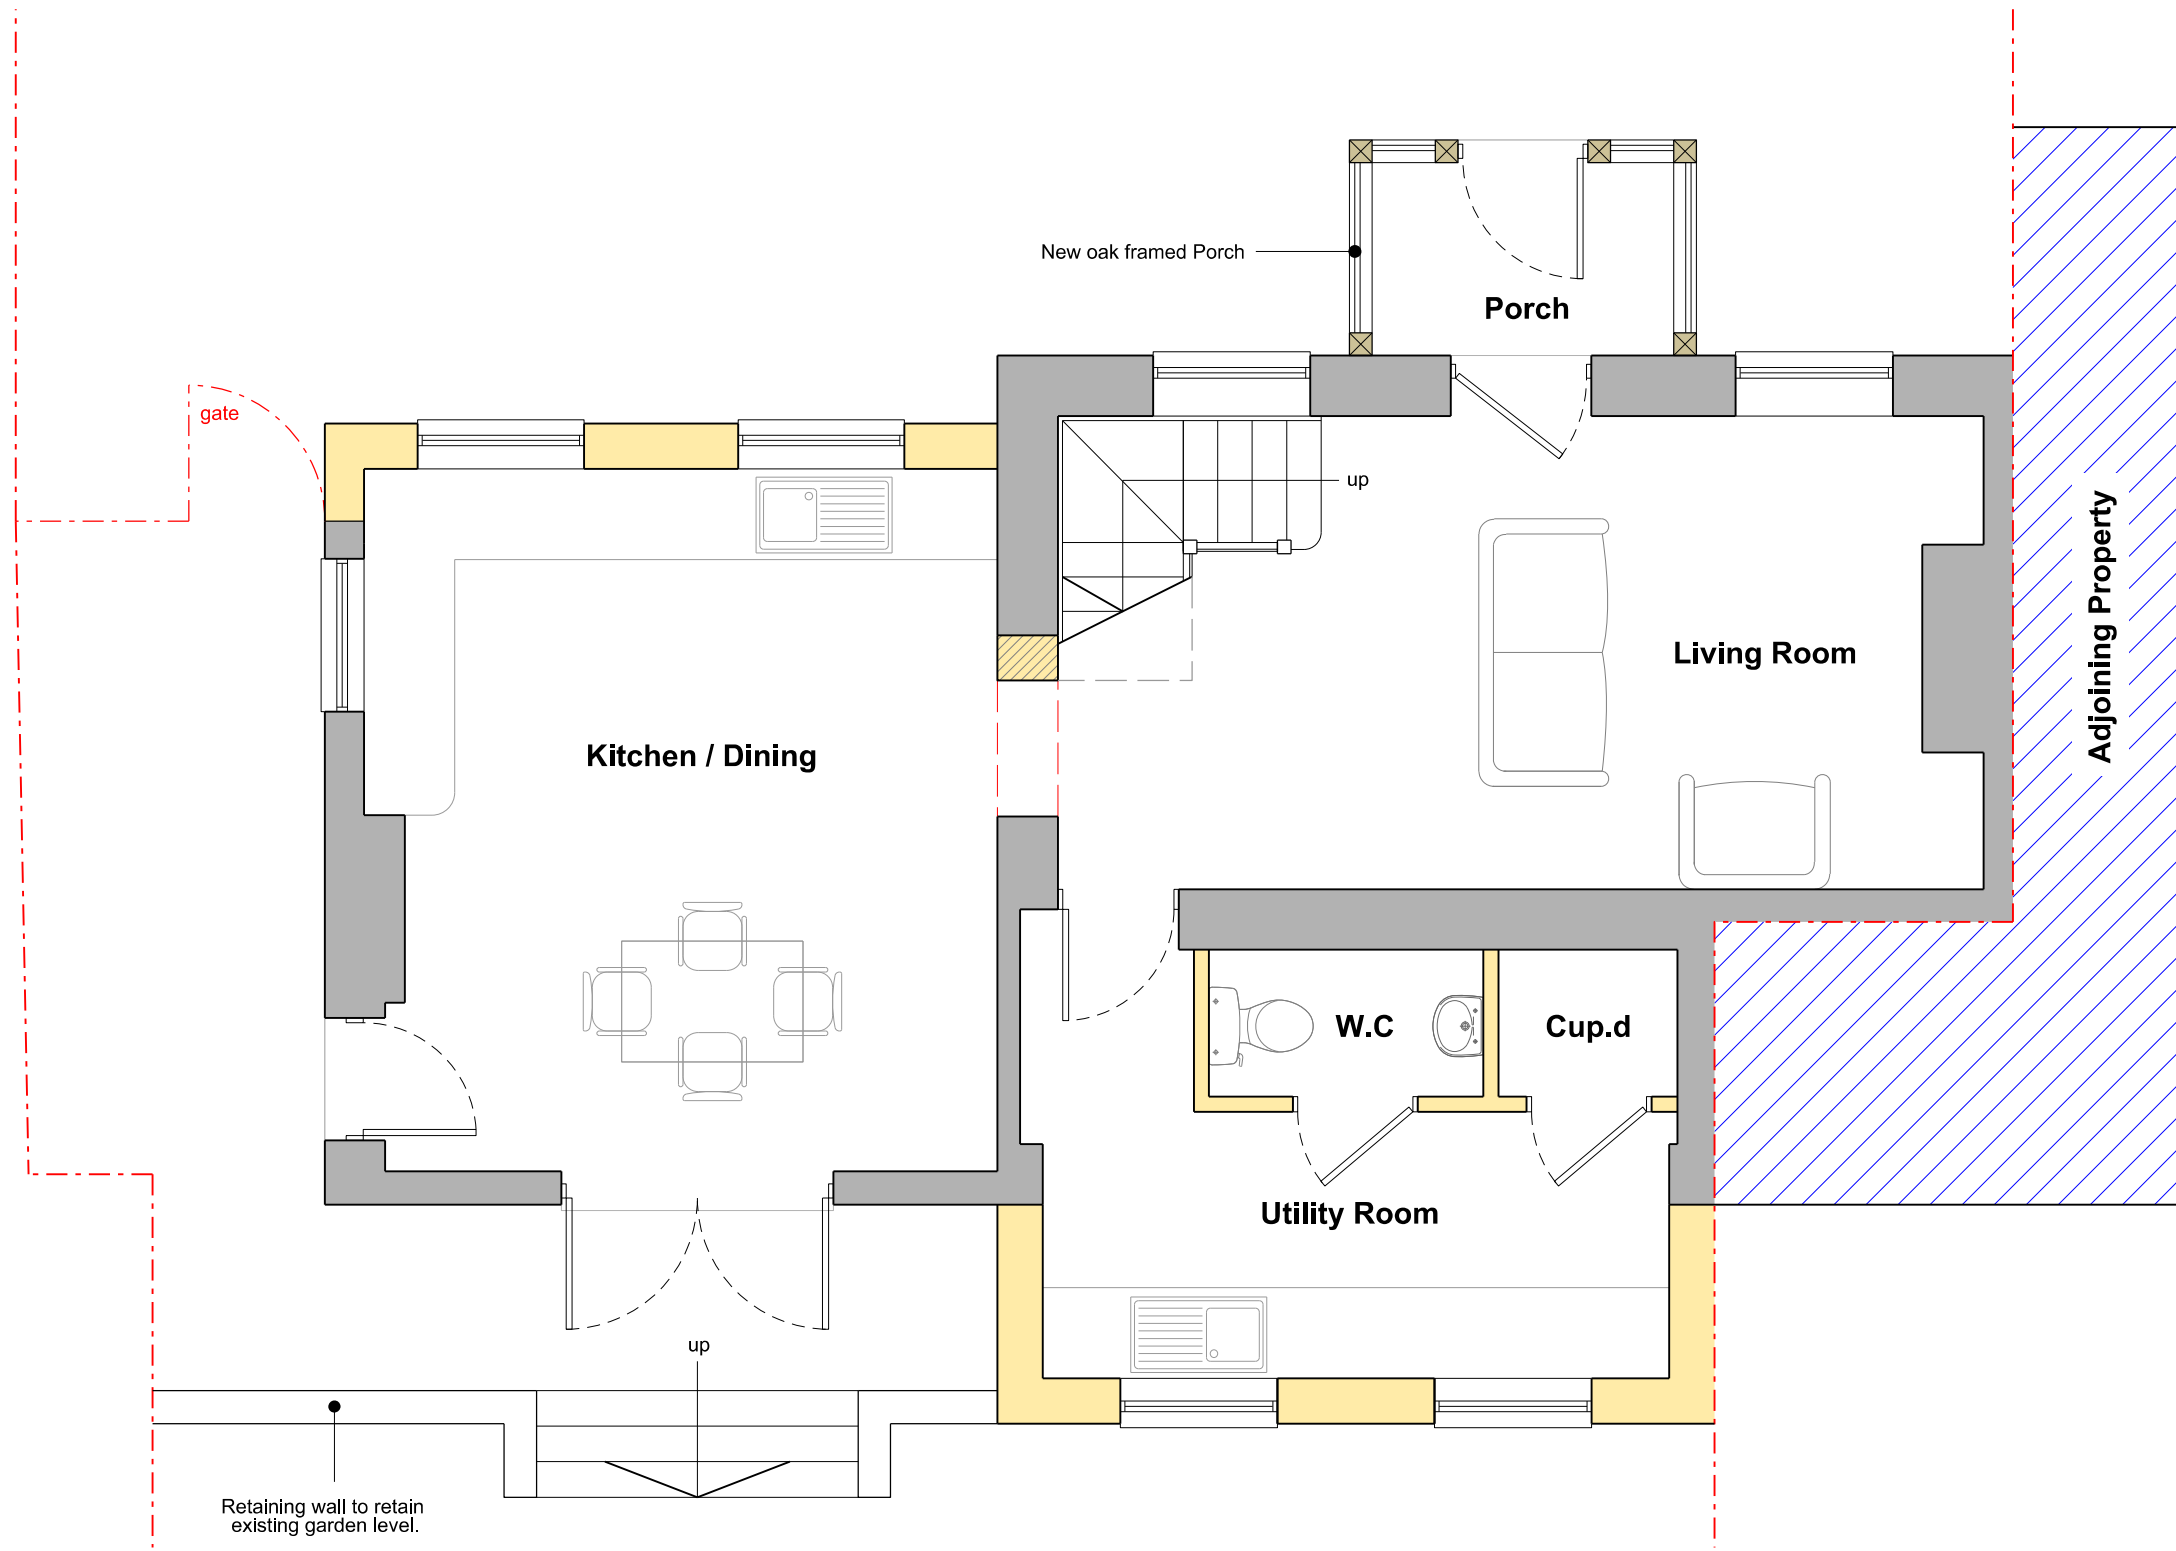 New oak framed Porch
Porch
gate
up
Living Room
Adjoining Property
Kitchen / Dining
W.C
Cup.d
Utility Room
up
Retaining wall to retain
existing garden level.